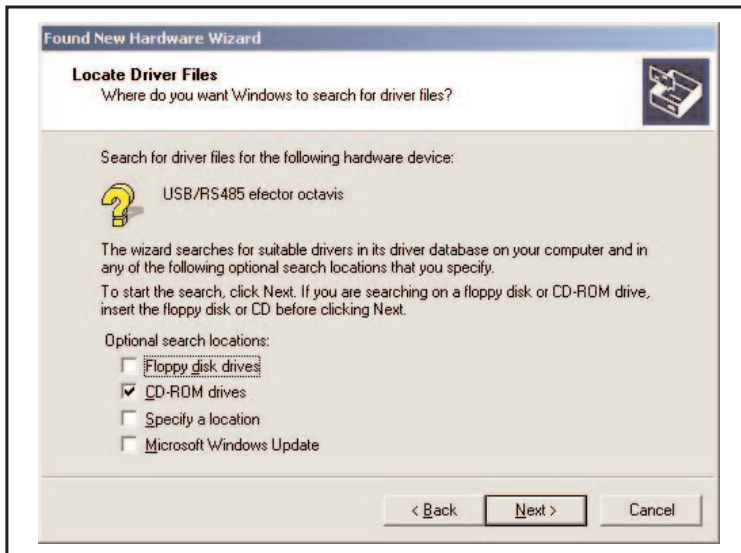 Found New Hardware Wizard
Locate Driver Files
Where do you want Windows to search for driver files?
Search for driver files for the following hardware device:
USB/RS485 efector octavis
The wizard searches for suitable drivers in its driver database on your computer and in
any of the following optional search locations that you specify.
To start the search, click Next. If you are searching on a floppy disk or CD-ROM drive,
insert the floppy disk or CD before clicking Next.
Optional search locations:
Floppy disk drives
CD-ROM drives
Specify a location
Microsoft Windows Update
< Back Next > Cancel